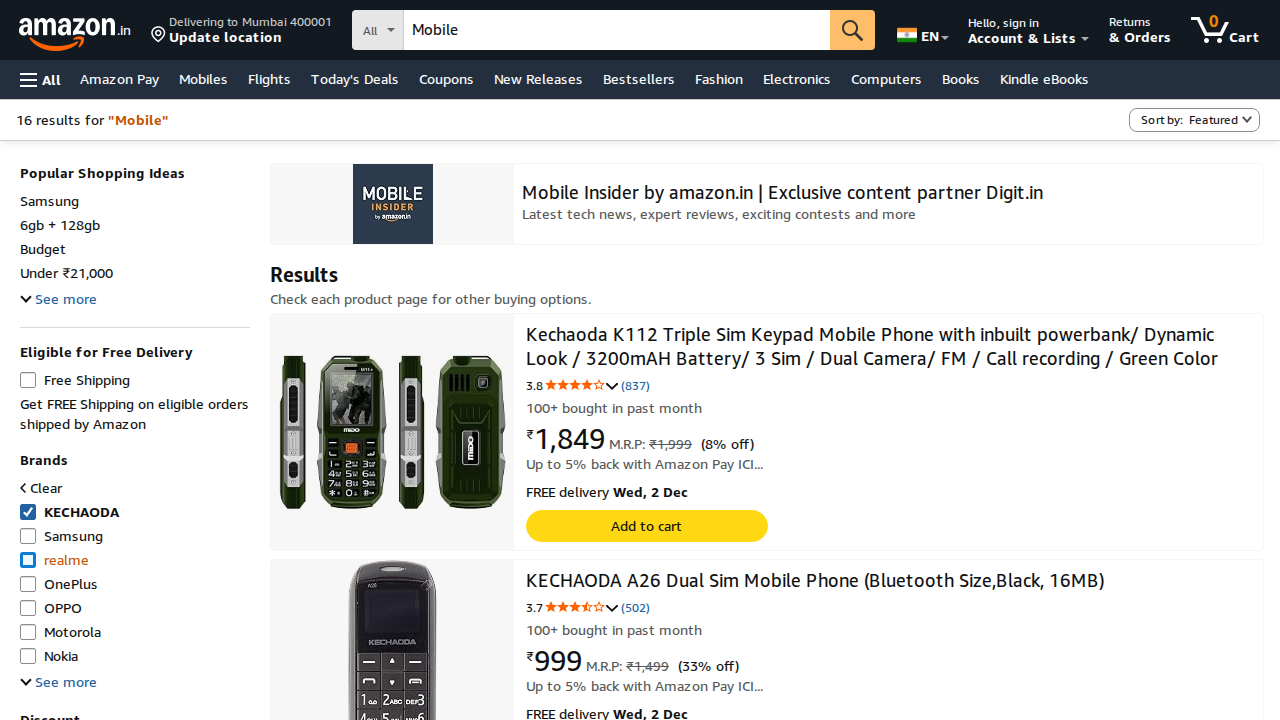 amazon.in
Delivering to Mumbai 400001
Update location
All
Mobile
EN
Hello, sign in
Account & Lists
Returns
& Orders
0
Cart
All
Amazon Pay
Mobiles
Flights
Today's Deals
Coupons
New Releases
Bestsellers
Fashion
Electronics
Computers
Books
Kindle eBooks
16 results for "Mobile"
Sort by: Featured
Popular Shopping Ideas
Samsung
6gb + 128gb
Budget
Under ₹21,000
See more
Eligible for Free Delivery
Free Shipping
Get FREE Shipping on eligible orders
shipped by Amazon
Brands
Clear
KECHAODA
Samsung
realme
OnePlus
OPPO
Motorola
Nokia
See more
Discount
MOBILE
INSIDER
by amazon.in
Mobile Insider by amazon.in | Exclusive content partner Digit.in
Latest tech news, expert reviews, exciting contests and more
Results
Check each product page for other buying options.
Kechaoda K112 Triple Sim Keypad Mobile Phone with inbuilt powerbank/ Dynamic
Look / 3200mAH Battery/ 3 Sim / Dual Camera/ FM / Call recording / Green Color
3.8 (837)
100+ bought in past month
₹1,849 M.R.P: ₹1,999 (8% off)
Up to 5% back with Amazon Pay ICI…
FREE delivery Wed, 2 Dec
Add to cart
A26
KECHAODA
KECHAODA A26 Dual Sim Mobile Phone (Bluetooth Size,Black, 16MB)
3.7 (502)
100+ bought in past month
₹999 M.R.P: ₹1,499 (33% off)
Up to 5% back with Amazon Pay ICI…
FREE delivery Wed, 2 Dec